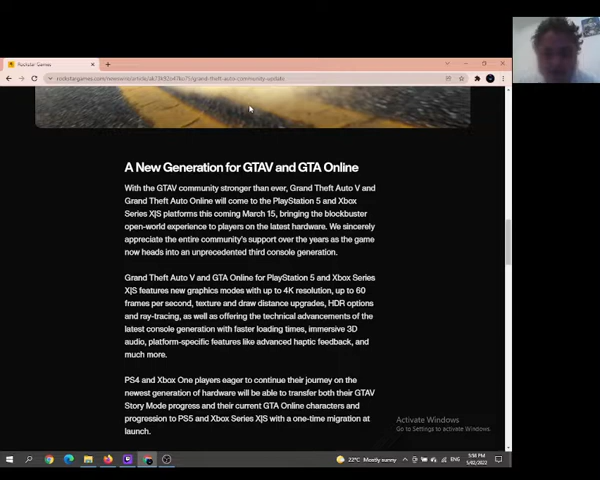 Rockstar Games
rockstargames.com/newswire/article/
/grand-theft-auto-community-update
A New Generation for GTAV and GTA Online
With the GTAV community stronger than ever, Grand Theft Auto V and
Grand Theft Auto Online will come to the PlayStation 5 and Xbox
Series X|S platforms this coming March 15, bringing the blockbuster
open-world experience to players on the latest hardware. We sincerely
appreciate the entire community's support over the years as the game
now heads into an unprecedented third console generation.
Grand Theft Auto V and GTA Online for PlayStation 5 and Xbox Series
X|S features new graphics modes with up to 4K resolution, up to 60
frames per second, texture and draw distance upgrades, HDR options
and ray-tracing, as well as offering the technical advancements of the
latest console generation with faster loading times, immersive 3D
audio, platform-specific features like advanced haptic feedback, and
much more.
PS4 and Xbox One players eager to continue their journey on the
newest generation of hardware will be able to transfer both their GTAV
Story Mode progress and their current GTA Online characters and
progression to PS5 and Xbox Series X|S with a one-time migration at
launch.
Activate Windows
Go to Settings to activate Windows.
22°C Mostly sunny
ENG
5:58 PM
5/02/2022